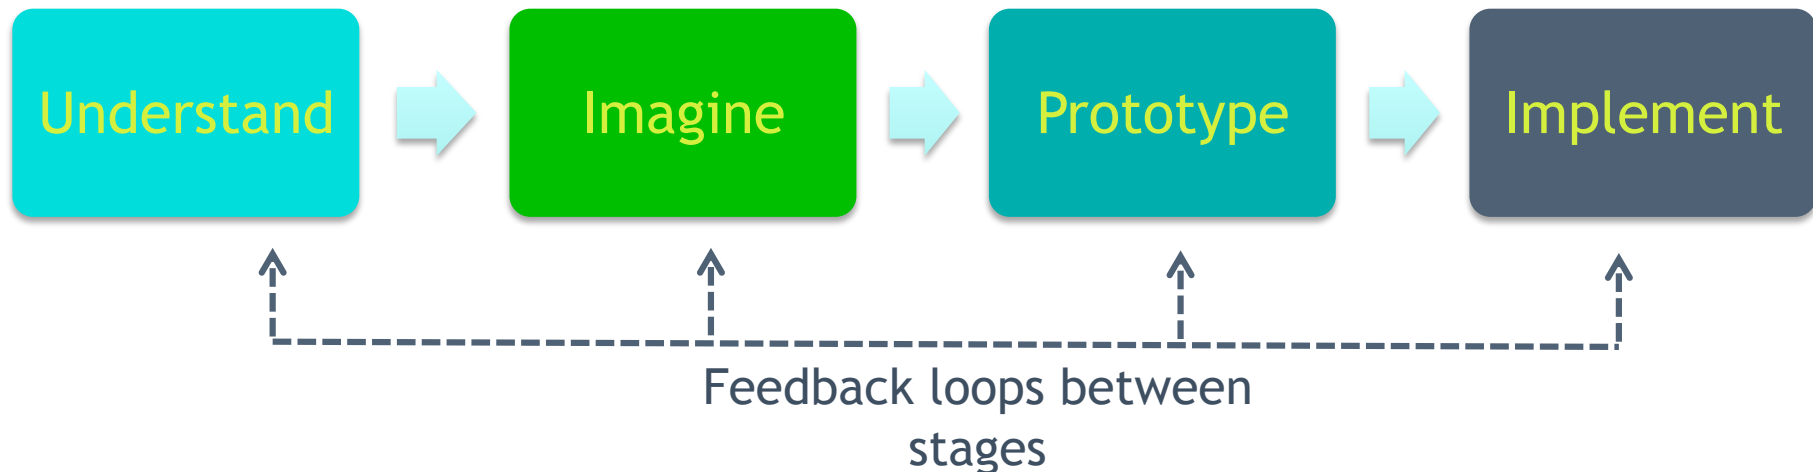 Understand
Imagine
Prototype
Implement
Feedback loops between
stages